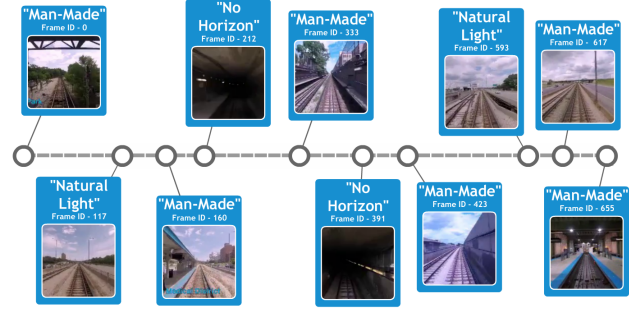 "Man-Made"
Frame ID - 0
"No
Horizon"
Frame ID - 212
"Man-Made"
Frame ID - 333
"Natural
Light"
Frame ID - 593
"Man-Made"
Frame ID - 617
"Natural
Light"
Frame ID - 117
"Man-Made"
Frame ID - 160
"No
Horizon"
Frame ID - 391
"Man-Made"
Frame ID - 423
"Man-Made"
Frame ID - 655